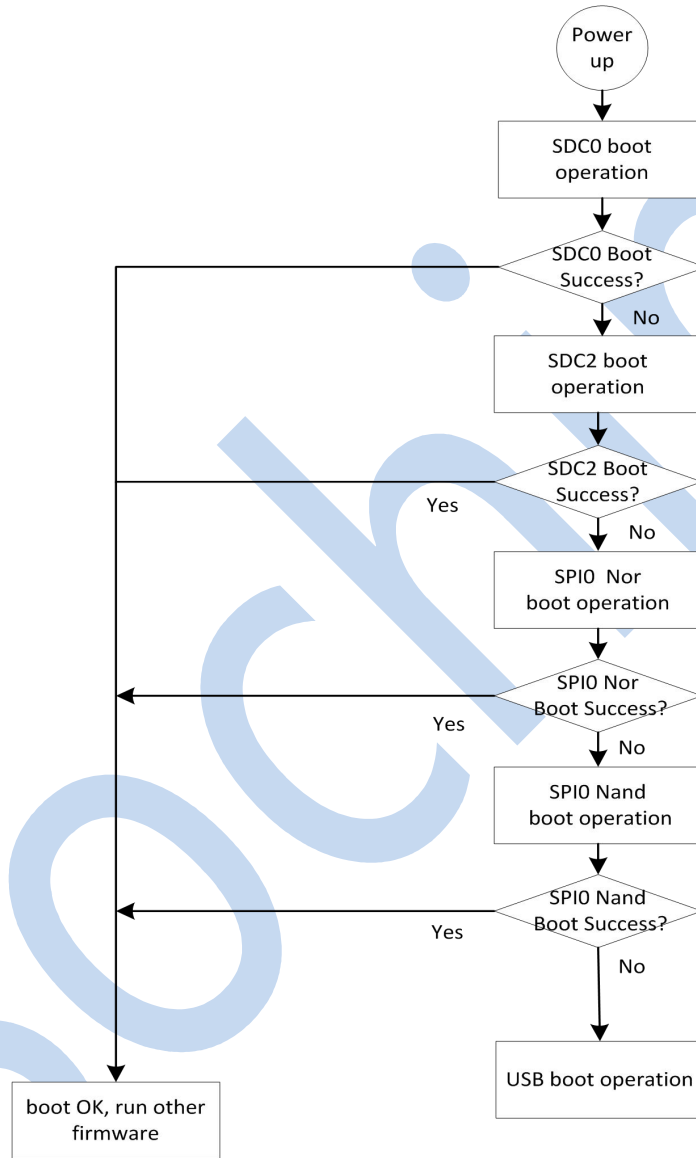 Power
up
SDC0 boot
operation
SDC0 Boot
Success?
No
SDC2 boot
operation
SDC2 Boot
Success?
Yes
No
SPI0 Nor
boot operation
SPI0 Nor
Boot Success?
Yes
No
SPI0 Nand
boot operation
SPI0 Nand
Boot Success?
Yes
No
USB boot operation
boot OK, run other
firmware